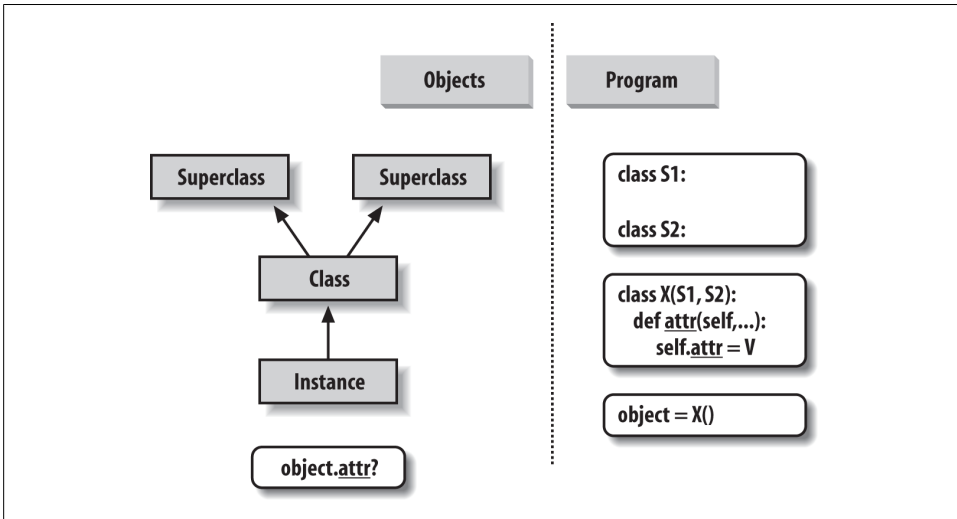 Objects
Program
Superclass
Superclass
Class
Instance
object.attr?
class S1:
class S2:
class X(S1, S2):
def attr(self,...):
self.attr = V
object = X()